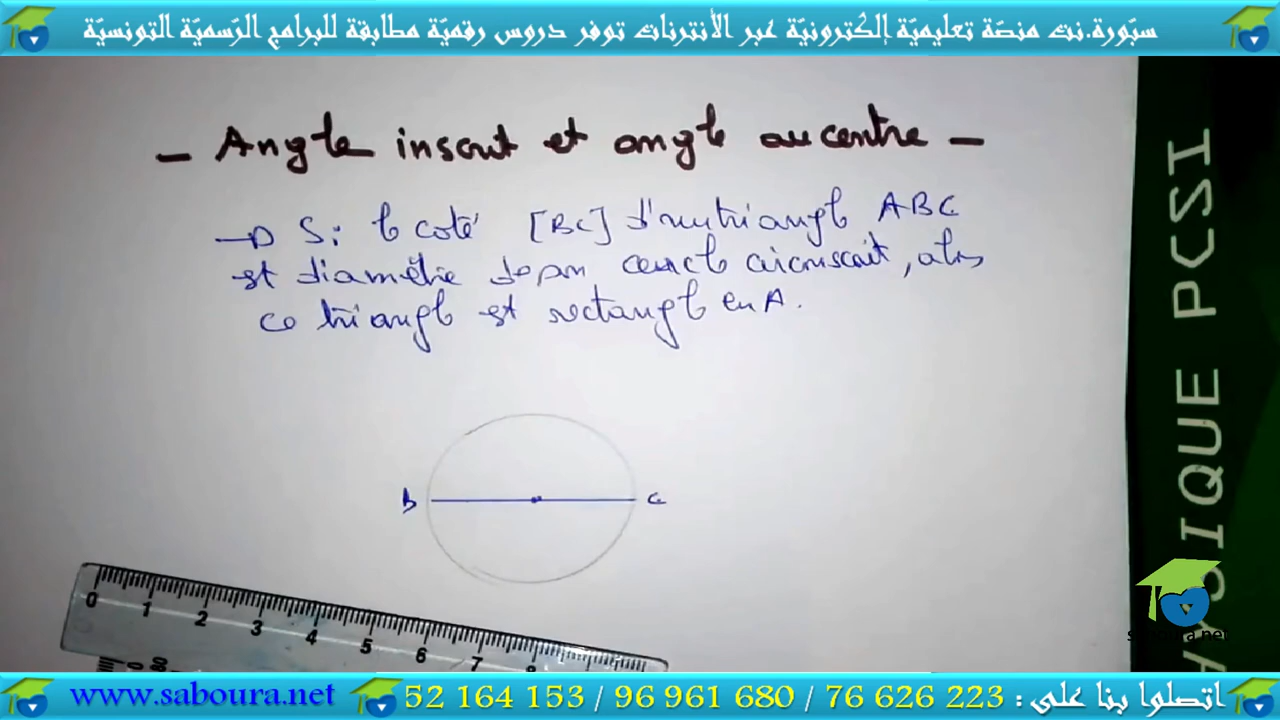 سبّورة.نت منصّة تعليميّة إلكترونيّة عبر الأنترنات توفر دروس رقميّة مطابقة للبرامج الرّسميّة التونسيّة
- Angle inscrit et angle au centre -
→ Si le coté [BC] d'un triangle ABC
est diamètre de son cercle circonscrit, alors
ce triangle est rectangle en A.
B C
0 1 2 3 4 5 6 7 8
PHYSIQUE PCSI
saboura.net
www.saboura.net 52 164 153 / 96 961 680 / 76 626 223 : اتصلوا بنا على